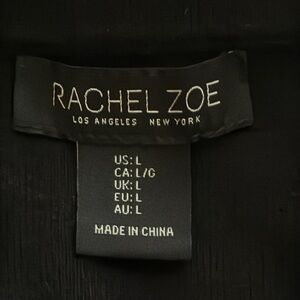 RACHEL ZOE
LOS ANGELES NEW YORK
US: L
CA: L/G
UK: L
EU: L
AU: L
MADE IN CHINA